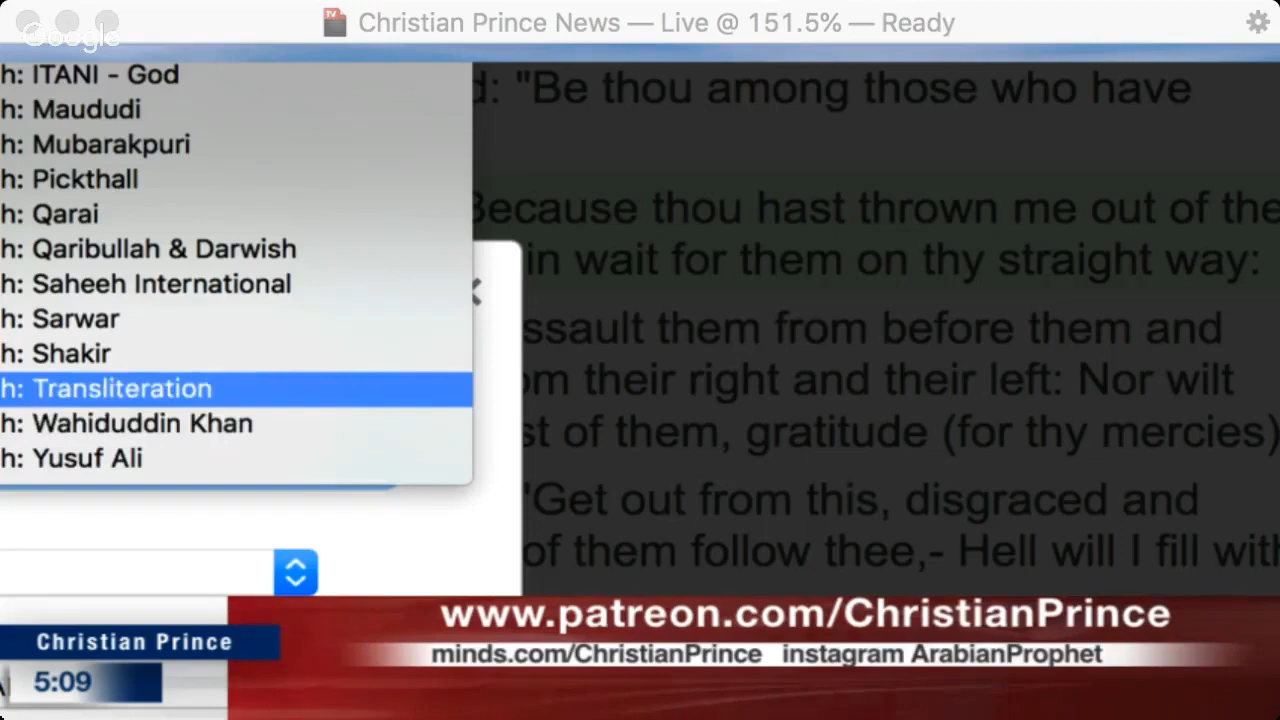 Christian Prince News — Live @ 151.5% — Ready
Google
h: ITANI - God
h: Maududi
h: Mubarakpuri
h: Pickthall
h: Qarai
h: Qaribullah & Darwish
h: Saheeh International
h: Sarwar
h: Shakir
h: Transliteration
h: Wahiduddin Khan
h: Yusuf Ali
d: "Be thou among those who have
Because thou hast thrown me out of the
in wait for them on thy straight way:
ssault them from before them and
om their right and their left: Nor wilt
st of them, gratitude (for thy mercies)
"Get out from this, disgraced and
of them follow thee,- Hell will I fill with
www.patreon.com/ChristianPrince
minds.com/ChristianPrince instagram ArabianProphet
Christian Prince
5:09